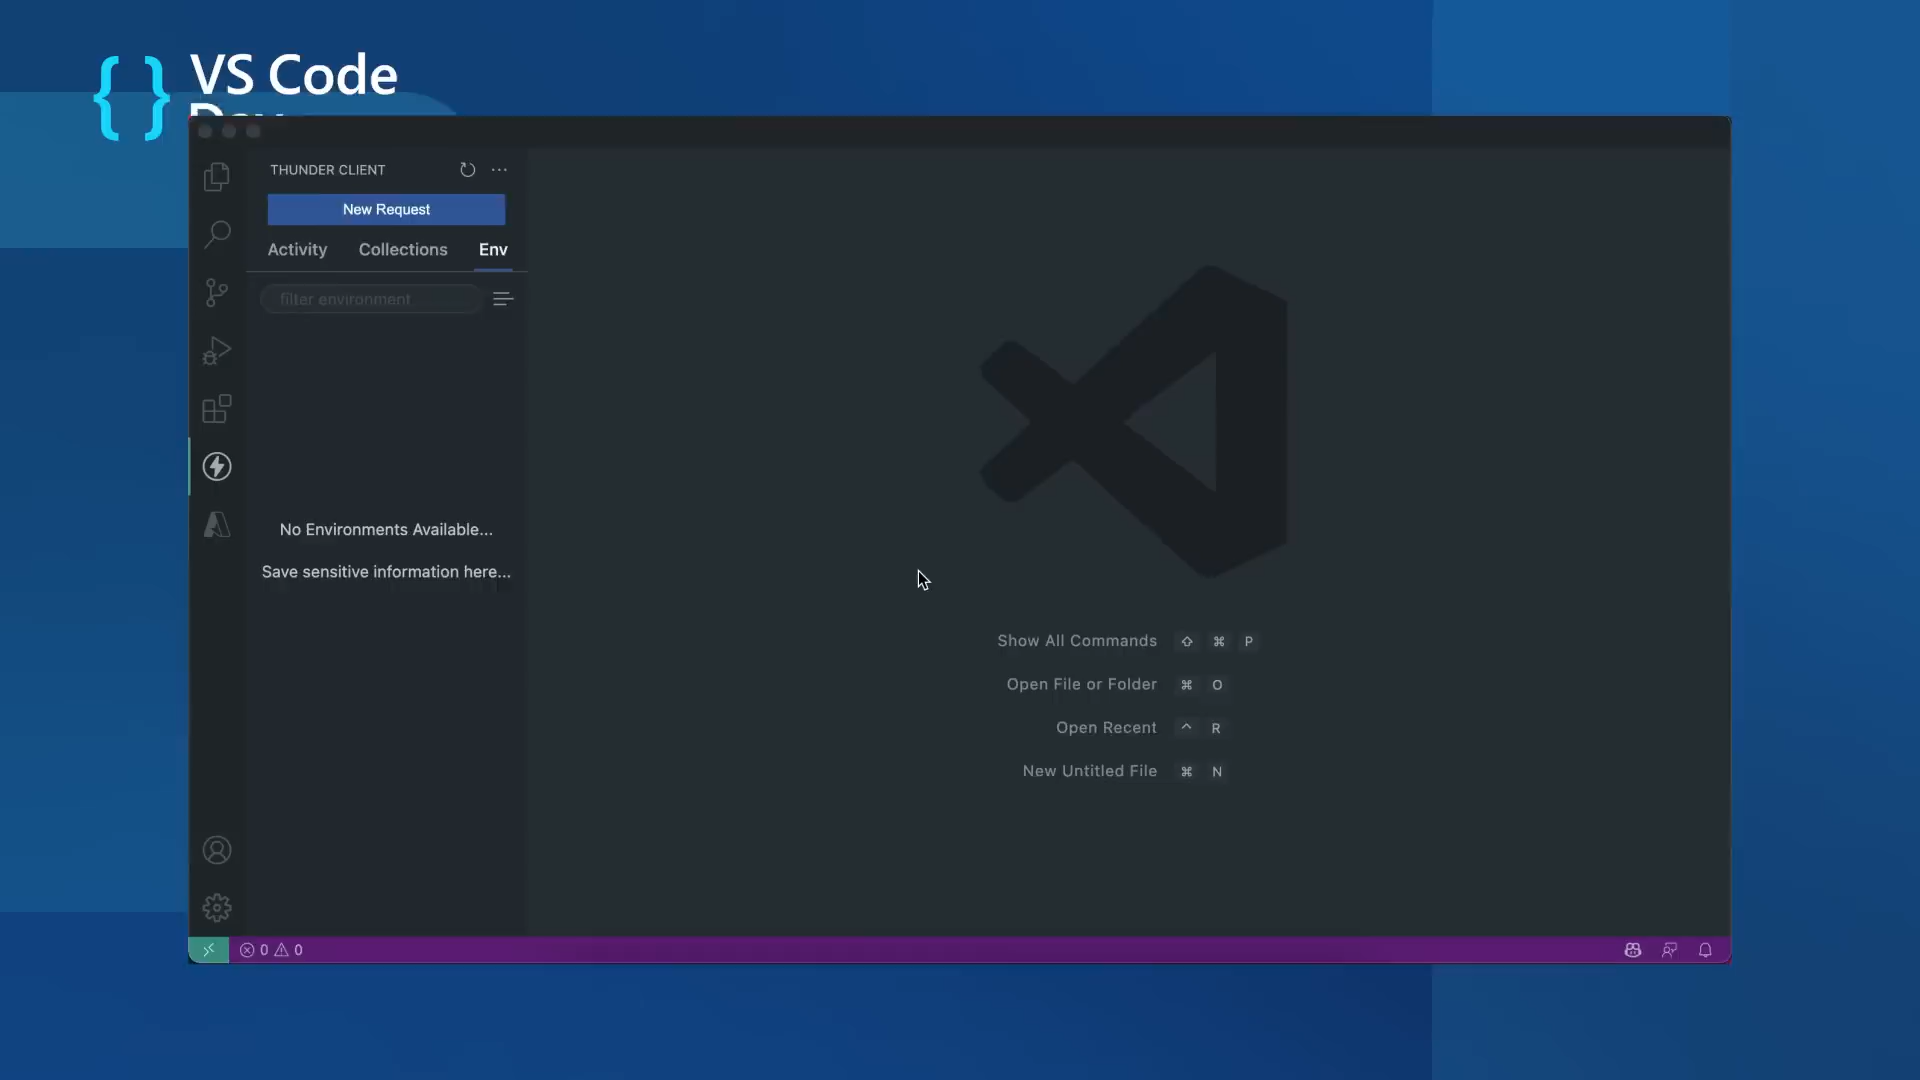 VS Code
Day
THUNDER CLIENT
New Request
Activity Collections Env
filter environment
No Environments Available...
Save sensitive information here...
Show All Commands ⇧ ⌘ P
Open File or Folder ⌘ O
Open Recent ^ R
New Untitled File ⌘ N
0 0